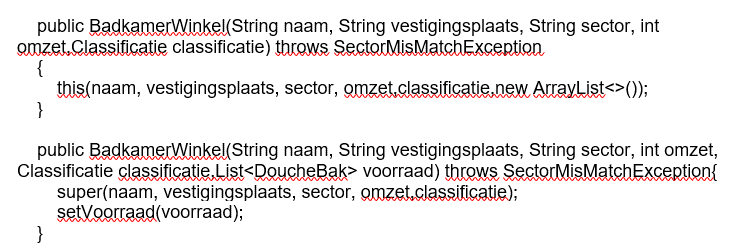 public BadkamerWinkel(String naam, String vestigingsplaats, String sector, int
omzet,Classificatie classificatie) throws SectorMisMatchException
{
this(naam, vestigingsplaats, sector, omzet,classificatie,new ArrayList<>());
}
public BadkamerWinkel(String naam, String vestigingsplaats, String sector, int omzet,
Classificatie classificatie,List<DoucheBak> voorraad) throws SectorMisMatchException{
super(naam, vestigingsplaats, sector, omzet,classificatie);
setVoorraad(voorraad);
}